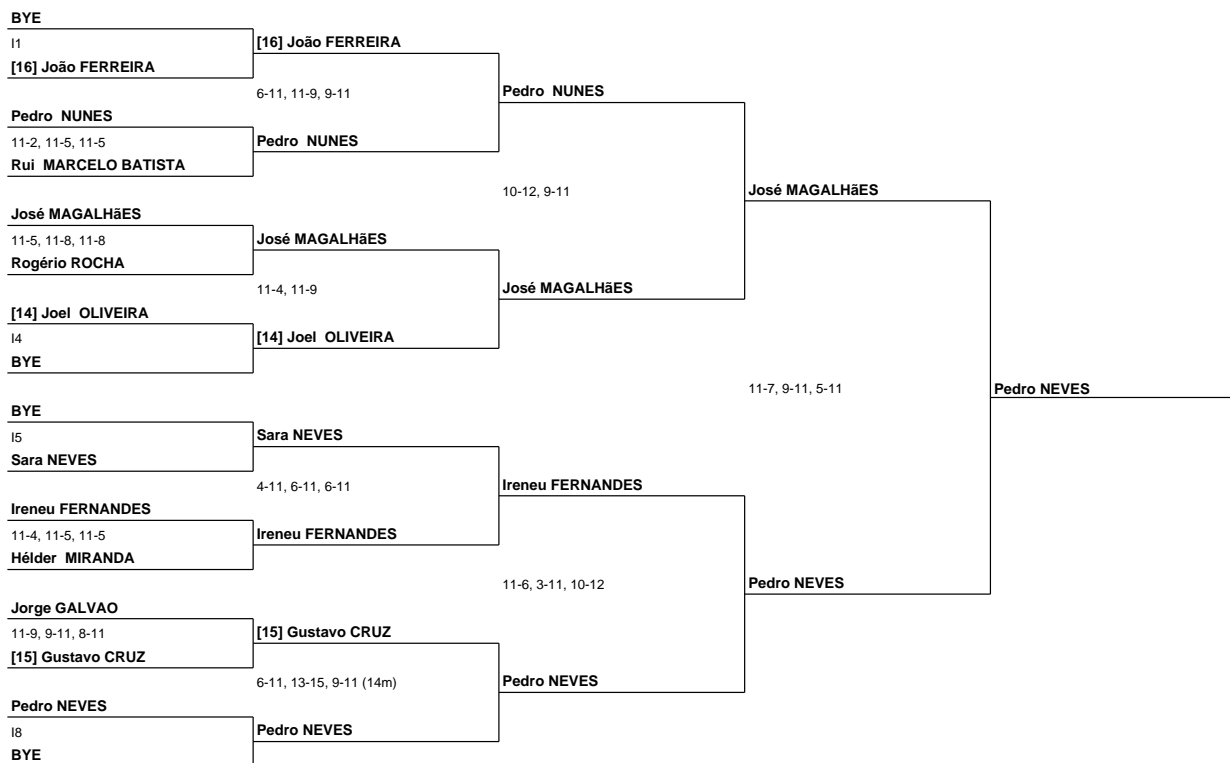 BYE
I1
[16] João FERREIRA
[16] João FERREIRA
6-11, 11-9, 9-11
Pedro  NUNES
Pedro  NUNES
11-2, 11-5, 11-5
Pedro  NUNES
Rui  MARCELO BATISTA
10-12, 9-11
José MAGALHãES
José MAGALHãES
11-5, 11-8, 11-8
José MAGALHãES
Rogério ROCHA
11-4, 11-9
José MAGALHãES
[14] Joel  OLIVEIRA
I4
[14] Joel  OLIVEIRA
BYE
11-7, 9-11, 5-11
Pedro NEVES
BYE
I5
Sara NEVES
Sara NEVES
4-11, 6-11, 6-11
Ireneu FERNANDES
Ireneu FERNANDES
11-4, 11-5, 11-5
Ireneu FERNANDES
Hélder  MIRANDA
11-6, 3-11, 10-12
Pedro NEVES
Jorge GALVAO
11-9, 9-11, 8-11
[15] Gustavo CRUZ
[15] Gustavo CRUZ
6-11, 13-15, 9-11 (14m)
Pedro NEVES
Pedro NEVES
I8
Pedro NEVES
BYE